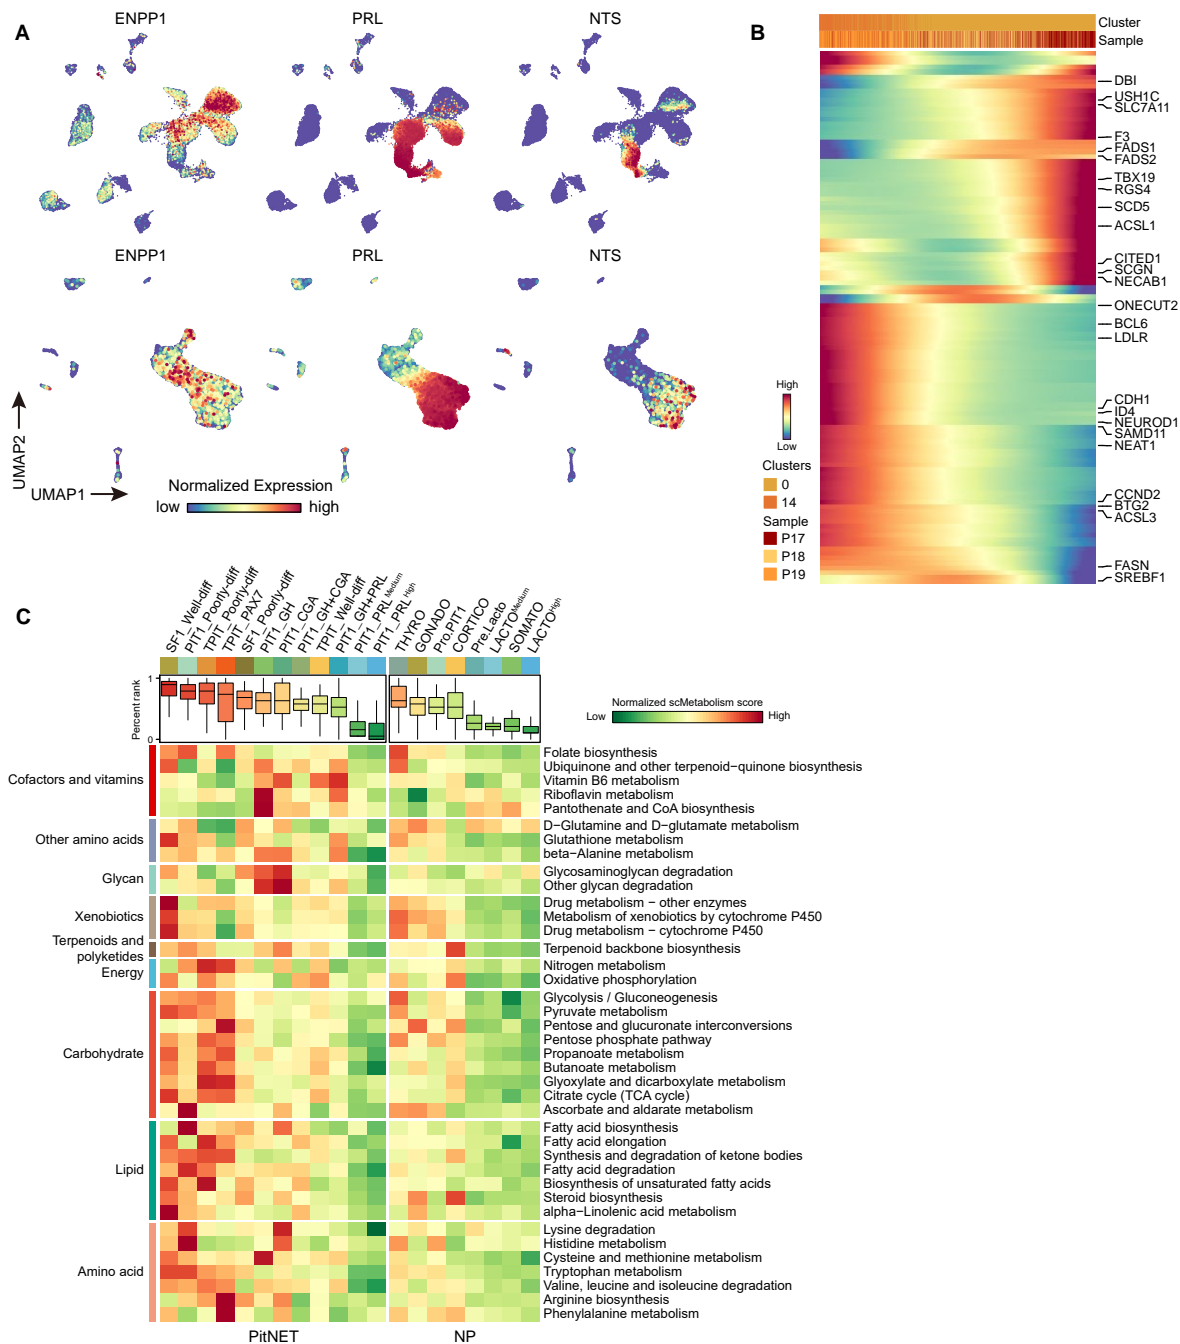 A
ENPP1
PRL
NTS
ENPP1
PRL
NTS
UMAP2
UMAP1
Normalized Expression
low
high
B
Cluster
Sample
DBI
USH1C
SLC7A11
F3
FADS1
FADS2
TBX19
RGS4
SCD5
ACSL1
CITED1
SCGN
NECAB1
ONECUT2
BCL6
LDLR
CDH1
ID4
NEUROD1
SAMD11
NEAT1
CCND2
BTG2
ACSL3
FASN
SREBF1
High
Low
Clusters
0
14
Sample
P17
P18
P19
C
SF1_Well-diff
PIT1_Poorly-diff
TPIT_Poorly-diff
TPIT_PAX7
SF1_Poorly-diff
PIT1_GH
PIT1_CGA
PIT1_GH+CGA
TPIT_Well-diff
PIT1_GH+PRL
PIT1_PRLMedium
PIT1_PRLHigh
THYRO
GONADO
Pro.PIT1
CORTICO
Pre.Lacto
LACTOMedium
SOMATO
LACTOHigh
Percent rank
1
0
Normalized scMetabolism score
Low
High
Cofactors and vitamins
Folate biosynthesis
Ubiquinone and other terpenoid−quinone biosynthesis
Vitamin B6 metabolism
Riboflavin metabolism
Pantothenate and CoA biosynthesis
Other amino acids
D−Glutamine and D−glutamate metabolism
Glutathione metabolism
beta−Alanine metabolism
Glycan
Glycosaminoglycan degradation
Other glycan degradation
Xenobiotics
Drug metabolism − other enzymes
Metabolism of xenobiotics by cytochrome P450
Drug metabolism − cytochrome P450
Terpenoids and
polyketides
Terpenoid backbone biosynthesis
Energy
Nitrogen metabolism
Oxidative phosphorylation
Carbohydrate
Glycolysis / Gluconeogenesis
Pyruvate metabolism
Pentose and glucuronate interconversions
Pentose phosphate pathway
Propanoate metabolism
Butanoate metabolism
Glyoxylate and dicarboxylate metabolism
Citrate cycle (TCA cycle)
Ascorbate and aldarate metabolism
Lipid
Fatty acid biosynthesis
Fatty acid elongation
Synthesis and degradation of ketone bodies
Fatty acid degradation
Biosynthesis of unsaturated fatty acids
Steroid biosynthesis
alpha−Linolenic acid metabolism
Amino acid
Lysine degradation
Histidine metabolism
Cysteine and methionine metabolism
Tryptophan metabolism
Valine, leucine and isoleucine degradation
Arginine biosynthesis
Phenylalanine metabolism
PitNET
NP